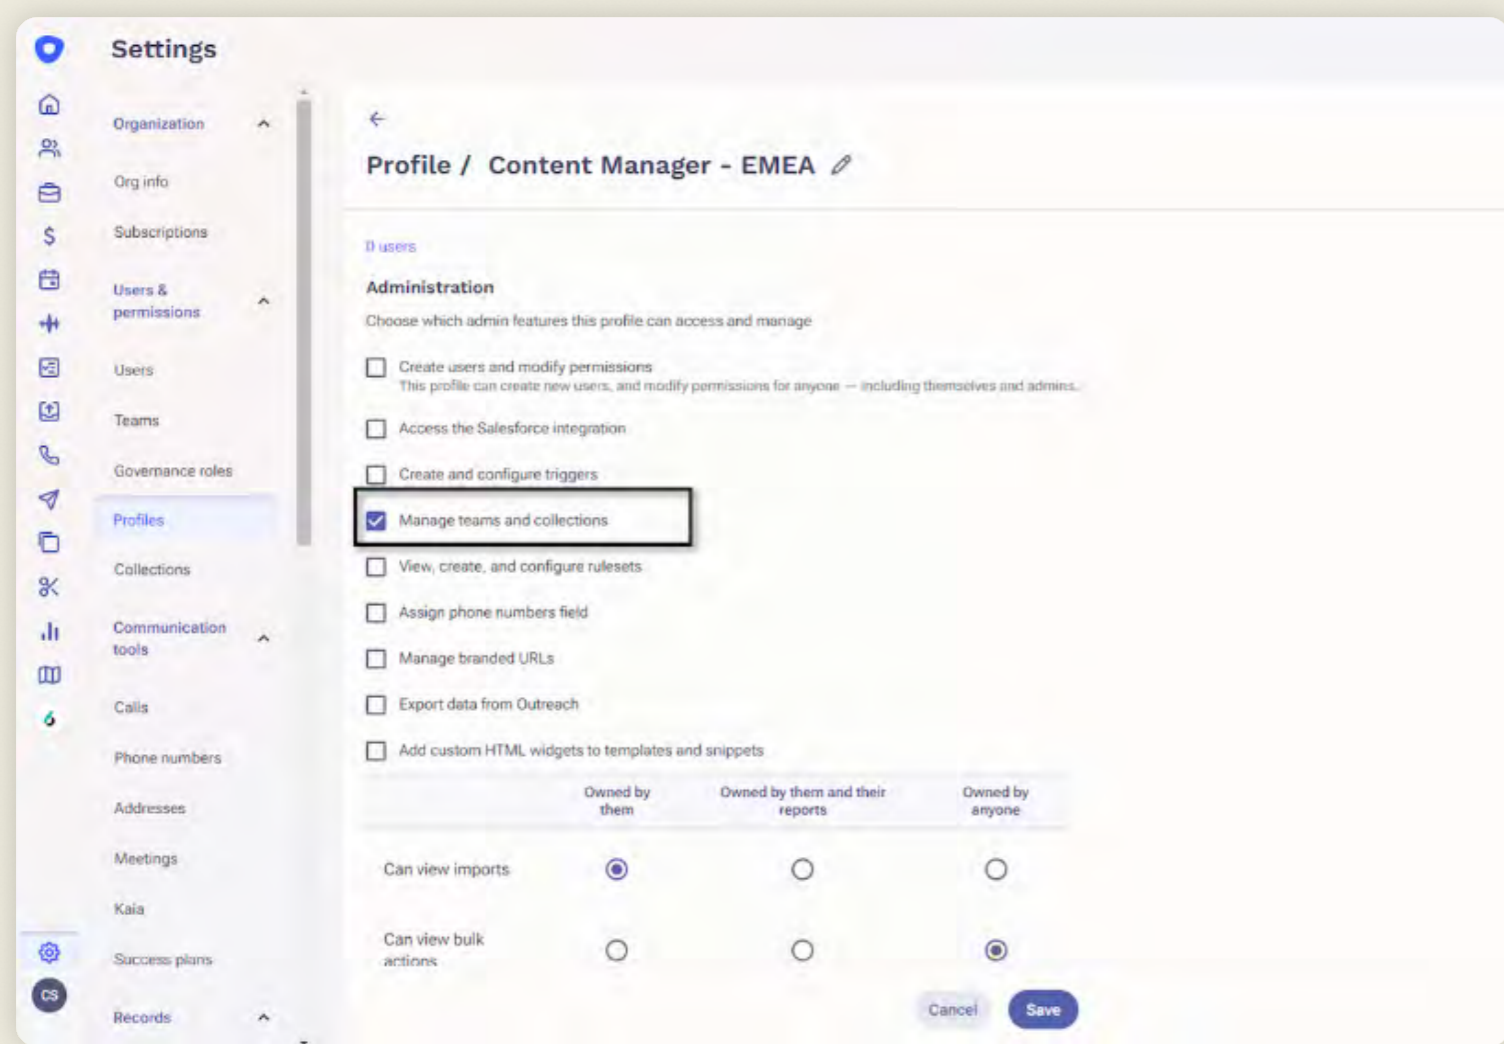 Settings
Organization
Org info
Subscriptions
Users &
permissions
Users
Teams
Governance roles
Profiles
Collections
Communication
tools
Calls
Phone numbers
Addresses
Meetings
Kaia
Success plans
Records
CS
Profile / Content Manager - EMEA
0 users
Administration
Choose which admin features this profile can access and manage
Create users and modify permissions
This profile can create new users, and modify permissions for anyone — including themselves and admins.
Access the Salesforce integration
Create and configure triggers
Manage teams and collections
View, create, and configure rulesets
Assign phone numbers field
Manage branded URLs
Export data from Outreach
Add custom HTML widgets to templates and snippets
Owned by
them
Owned by them and their
reports
Owned by
anyone
Can view imports
Can view bulk
actions
Cancel
Save